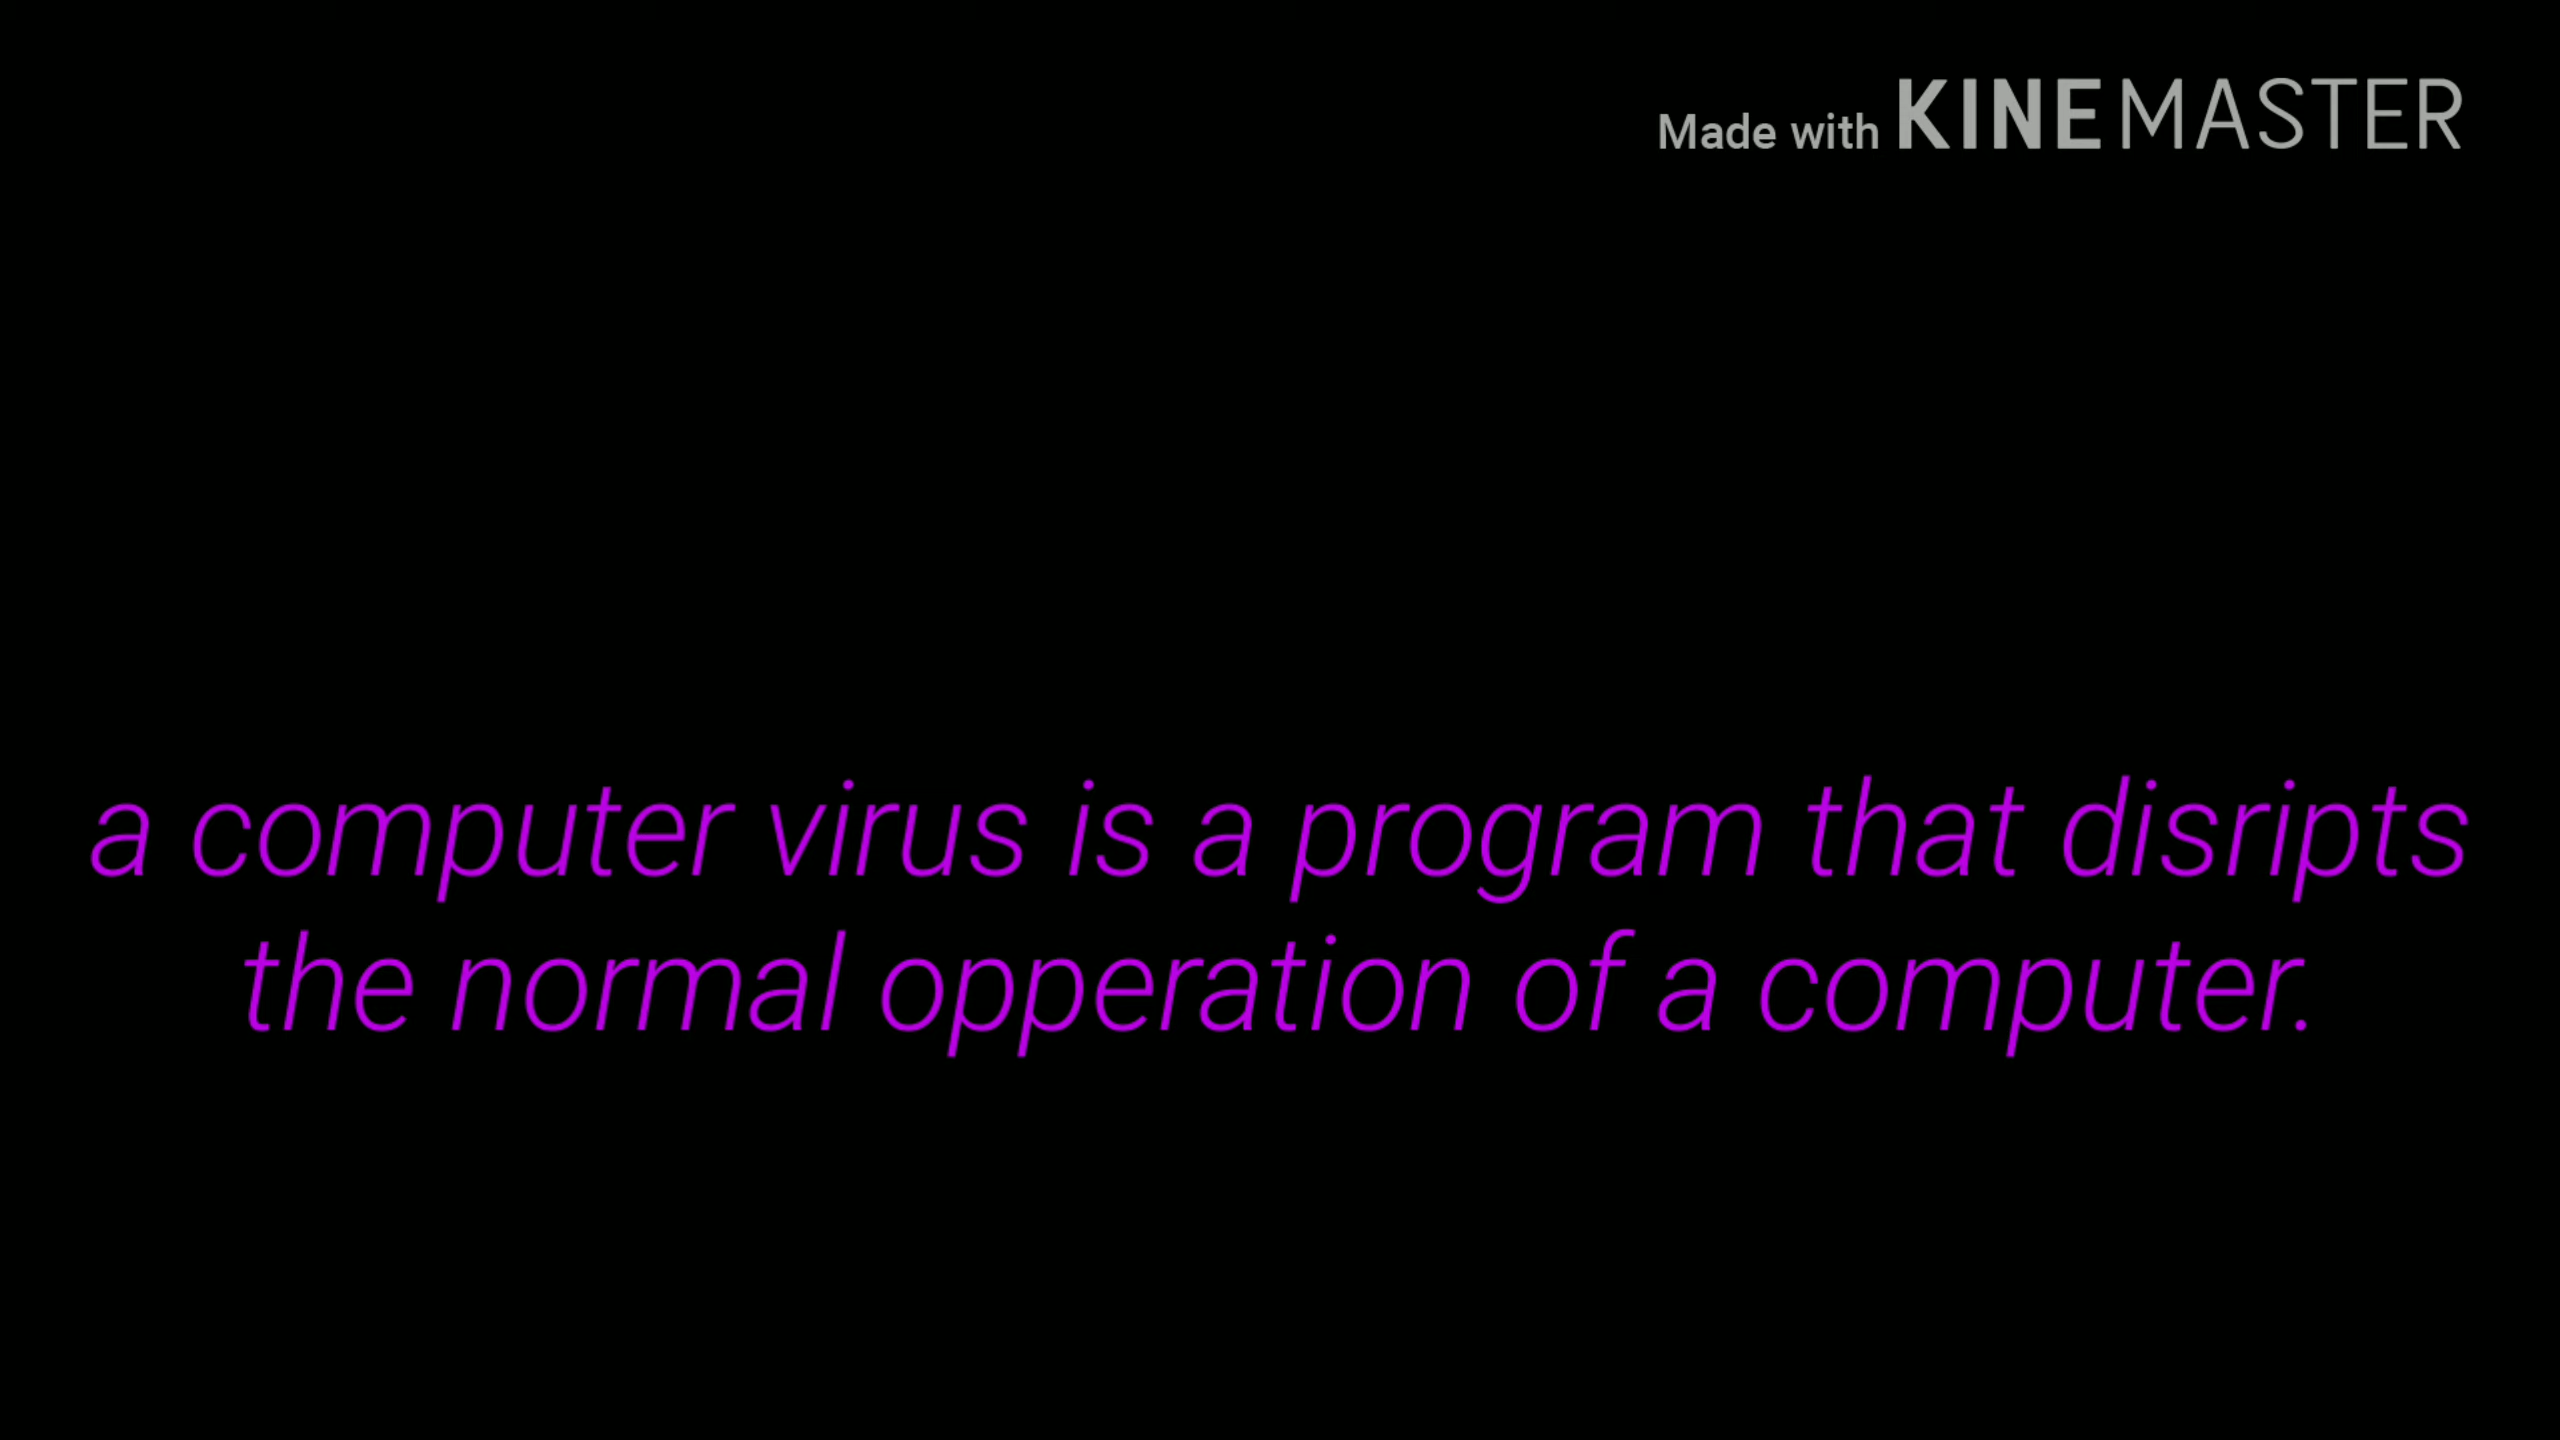 Made with KINEMASTER
a computer virus is a program that disripts
the normal opperation of a computer.